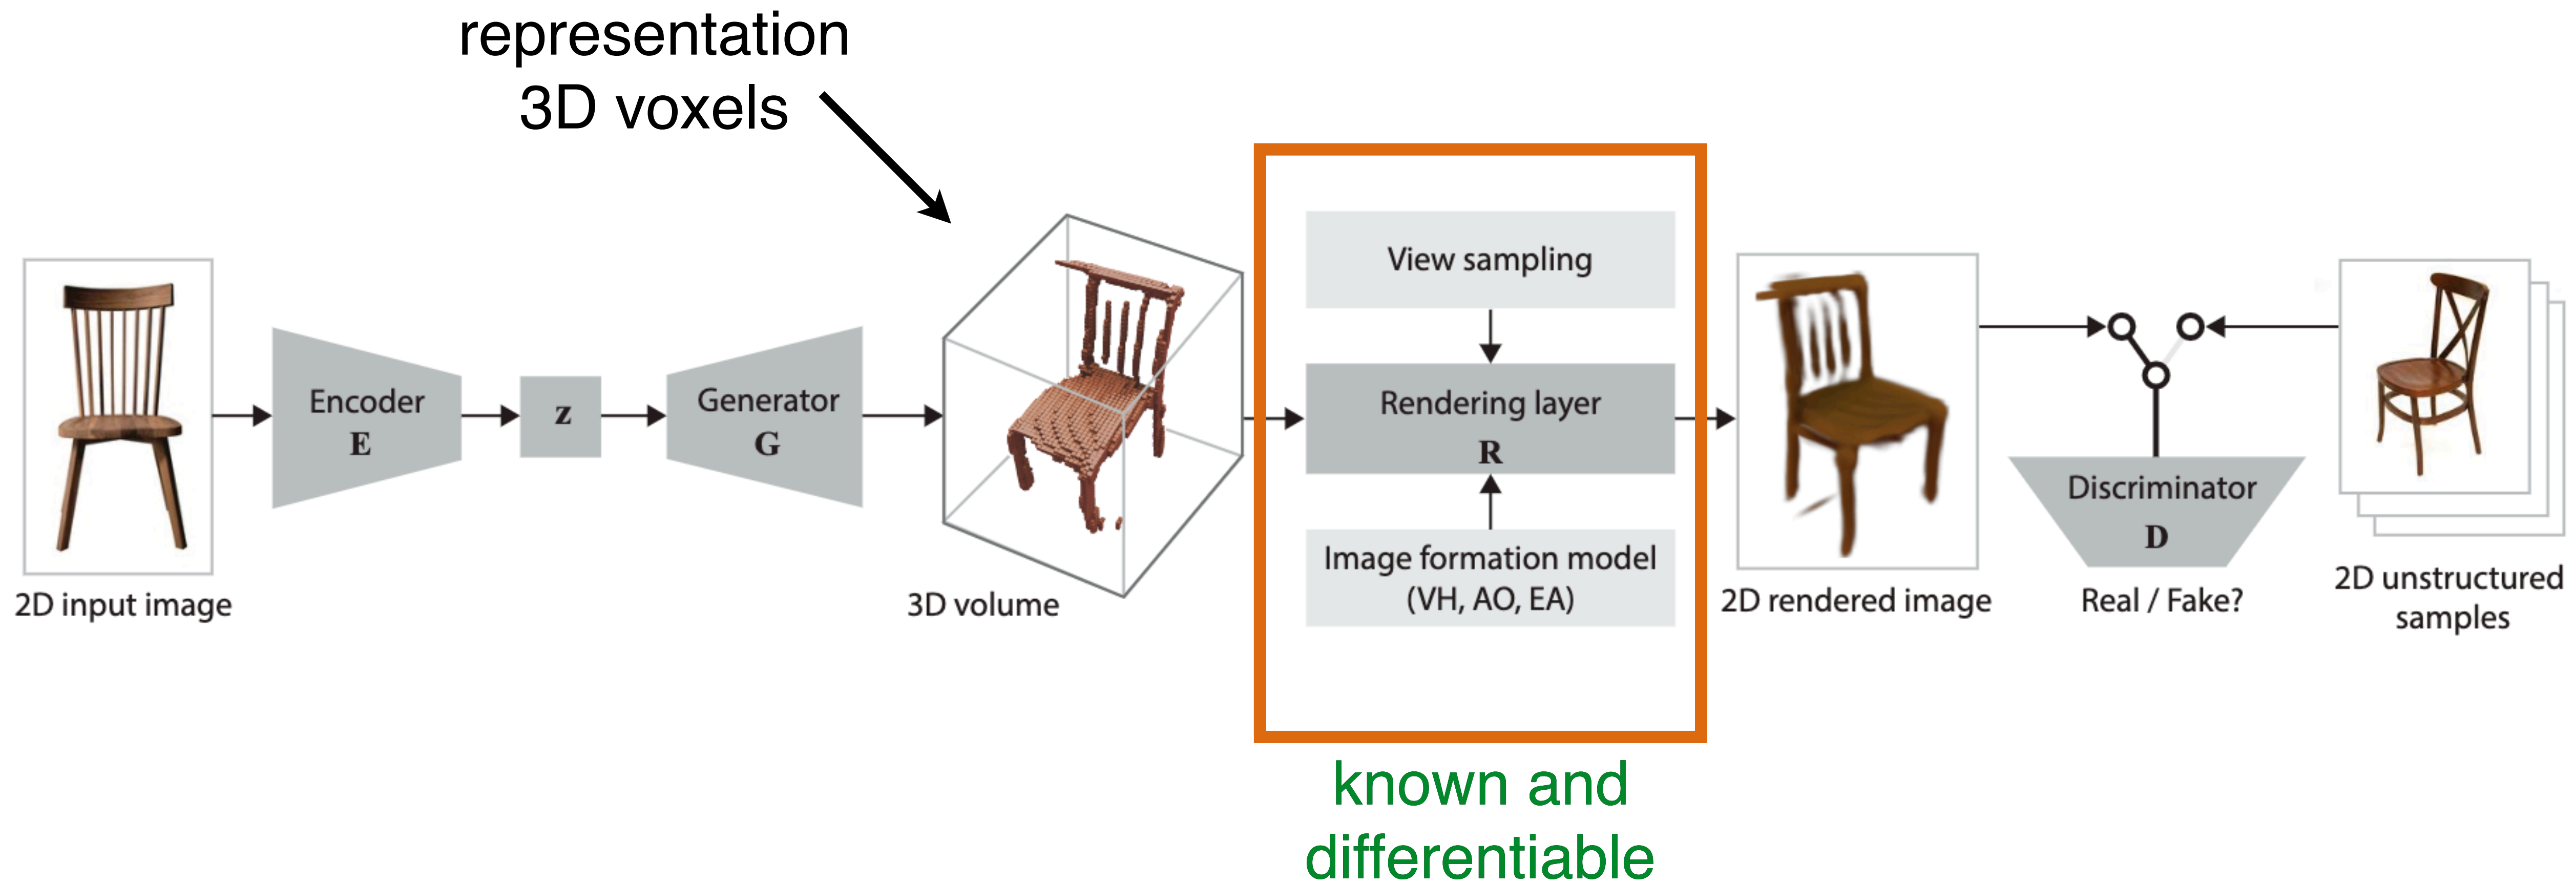 representation
3D voxels
2D input image
Encoder
E
z
Generator
G
3D volume
View sampling
Rendering layer
R
Image formation model
(VH, AO, EA)
known and
differentiable
2D rendered image
Discriminator
D
Real / Fake?
2D unstructured
samples